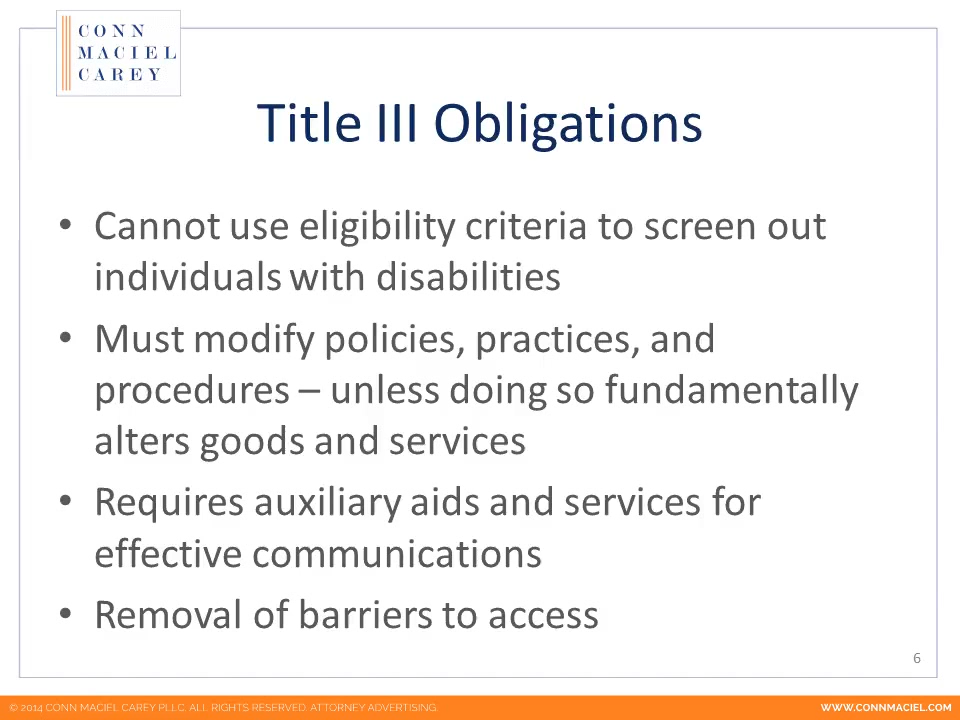 CONN
MACIEL
CAREY
Title III Obligations
• Cannot use eligibility criteria to screen out
individuals with disabilities
• Must modify policies, practices, and
procedures – unless doing so fundamentally
alters goods and services
• Requires auxiliary aids and services for
effective communications
• Removal of barriers to access
6
© 2014 CONN MACIEL CAREY PLLC. ALL RIGHTS RESERVED. ATTORNEY ADVERTISING.
WWW.CONNMACIEL.COM